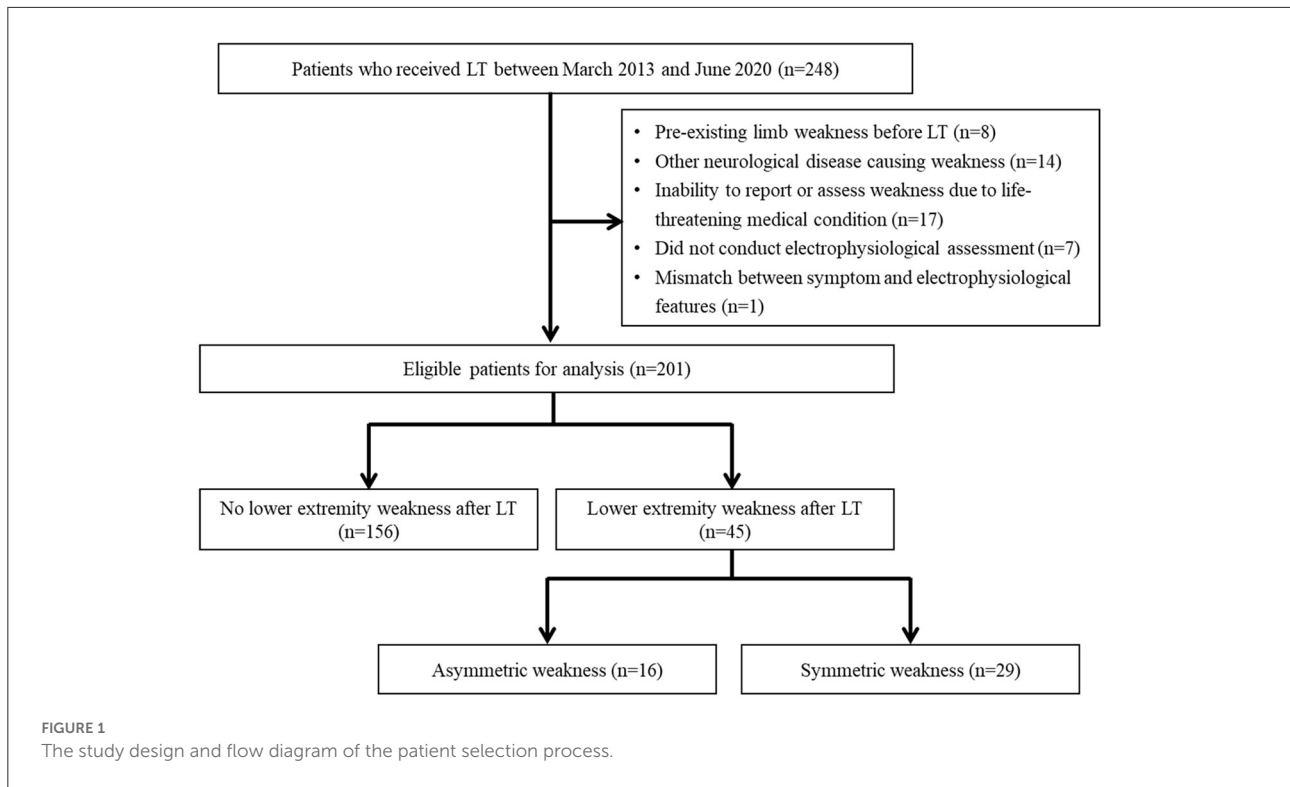 Patients who received LT between March 2013 and June 2020 (n=248)
• Pre-existing limb weakness before LT (n=8)
• Other neurological disease causing weakness (n=14)
• Inability to report or assess weakness due to life-
threatening medical condition (n=17)
• Did not conduct electrophysiological assessment (n=7)
• Mismatch between symptom and electrophysiological
features (n=1)
Eligible patients for analysis (n=201)
No lower extremity weakness after LT
(n=156)
Lower extremity weakness after LT
(n=45)
Asymmetric weakness (n=16)
Symmetric weakness (n=29)
FIGURE 1
The study design and flow diagram of the patient selection process.